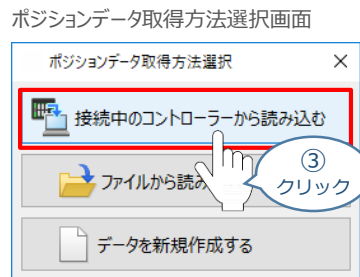 ポジションデータ取得方法選択画面
ポジションデータ取得方法選択
接続中のコントローラーから読み込む
ファイルから読み
③
クリック
データを新規作成する